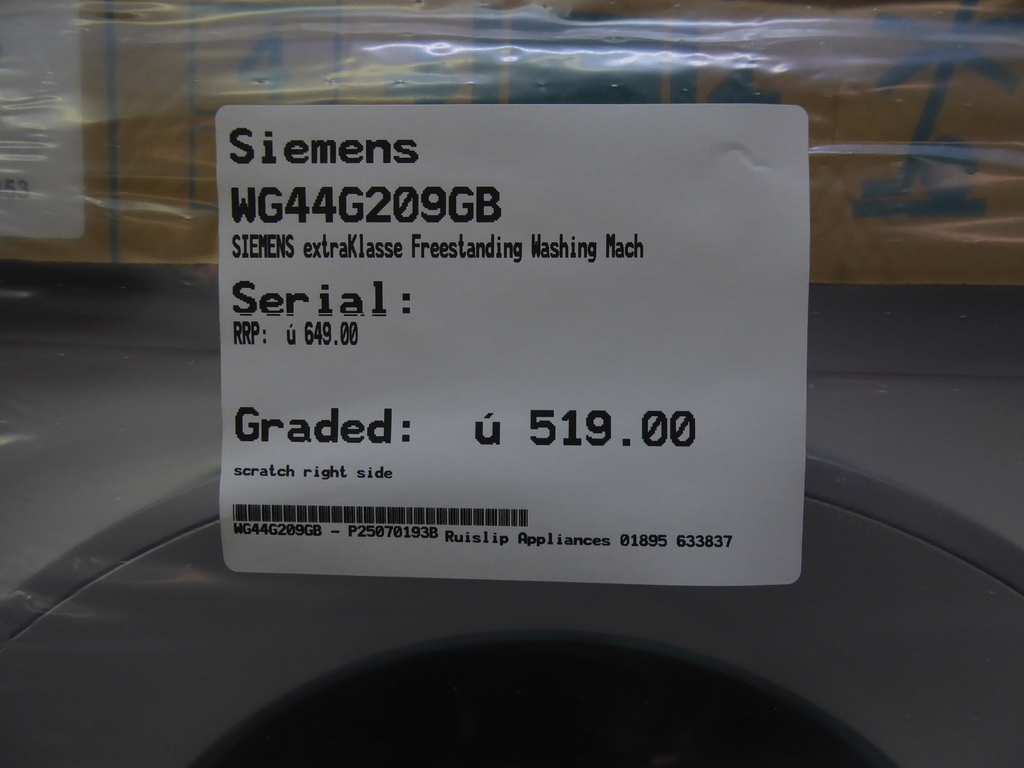 Siemens
WG44G209GB
SIEMENS extraKlasse Freestanding Washing Mach
Serial:
RRP: ú 649.00
Graded: ú 519.00
scratch right side
WG44G209GB - P25070193B Ruislip Appliances 01895 633837